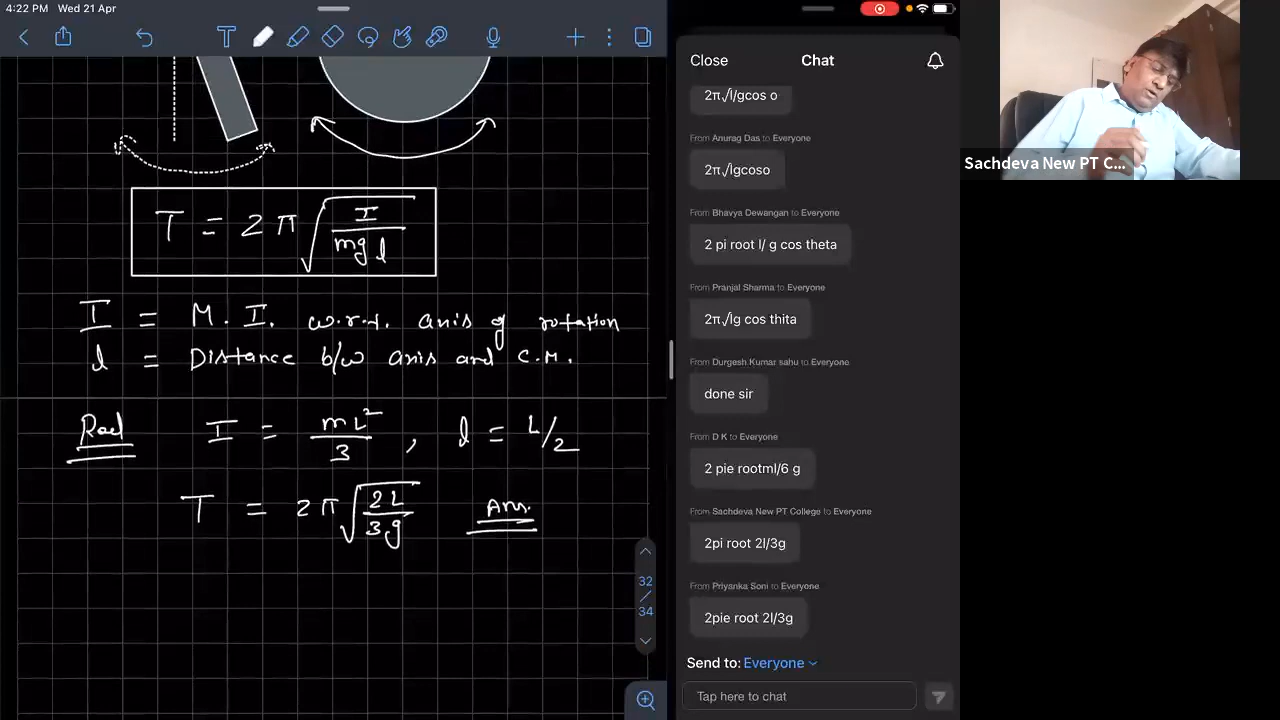 4:22 PM Wed 21 Apr
T = 2π√(I/mgl)
I = M.I. w.r.t. axis of rotation
l = Distance b/w axis and C.M.
Rod I = mL²/3 , l = L/2
T = 2π√(2L/3g) Ans.
32
/
34
Close Chat
2π,/l/gcos o
From Anurag Das to Everyone
2π,/lgcoso
From Bhavya Dewangan to Everyone
2 pi root l/ g cos theta
From Pranjal Sharma to Everyone
2π,/lg cos thita
From Durgesh Kumar sahu to Everyone
done sir
From D K to Everyone
2 pie rootml/6 g
From Sachdeva New PT College to Everyone
2pi root 2l/3g
From Priyanka Soni to Everyone
2pie root 2l/3g
Send to: Everyone
Tap here to chat
Sachdeva New PT C...